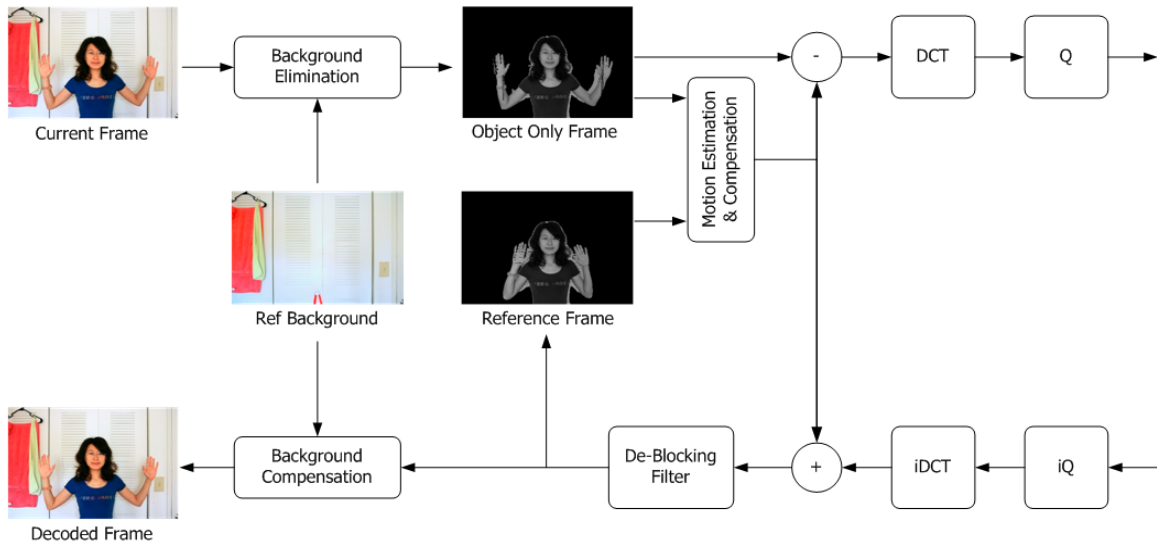 Background
Elimination
-
DCT
Q
Current Frame
Object Only Frame
Motion Estimation
& Compensation
Ref Background
Reference Frame
Background
Compensation
De-Blocking
Filter
+
iDCT
iQ
Decoded Frame